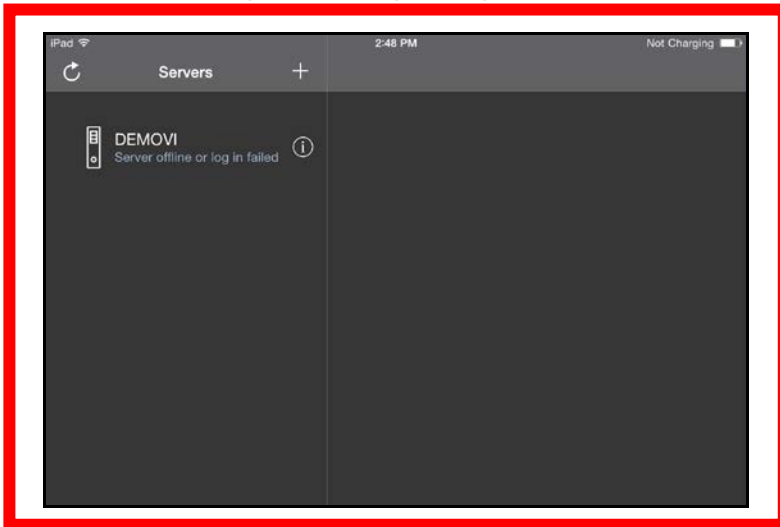 iPad 2:48 PM Not Charging
Servers +
DEMOVI
Server offline or log in failed